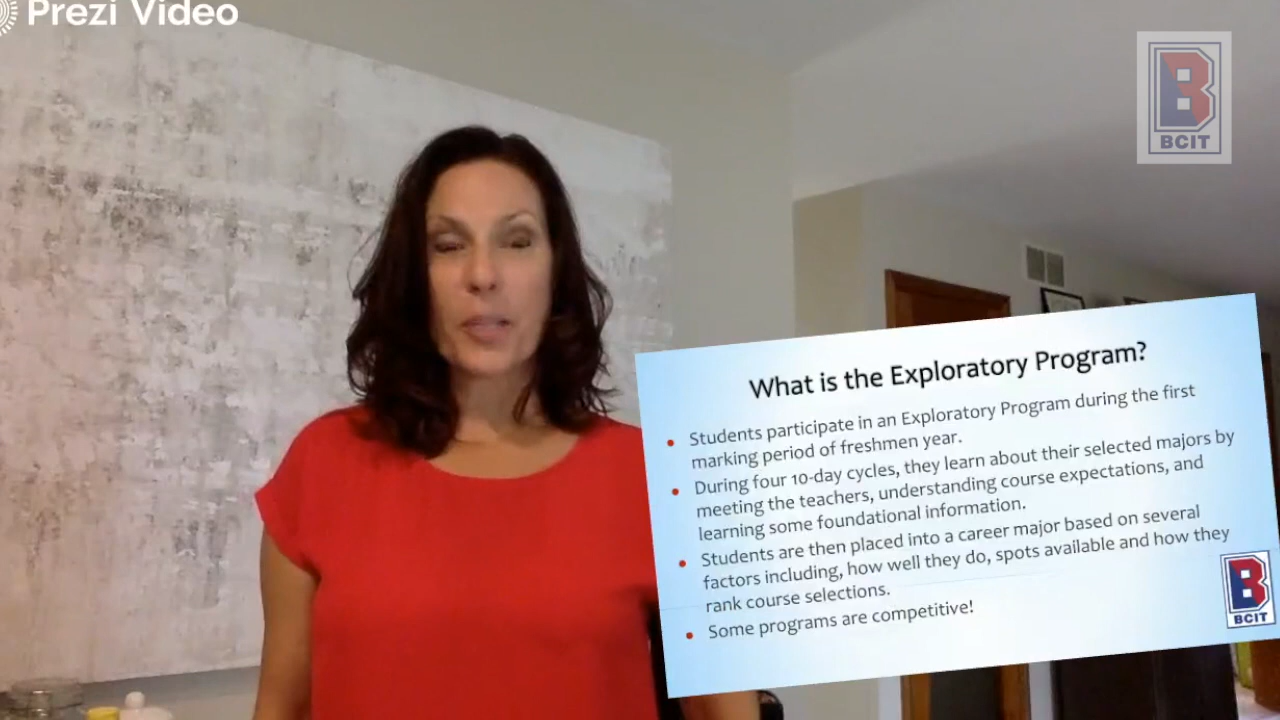 Prezi Video
B
BCIT
What is the Exploratory Program?
Students participate in an Exploratory Program during the first
marking period of freshmen year.
During four 10-day cycles, they learn about their selected majors by
meeting the teachers, understanding course expectations, and
learning some foundational information.
Students are then placed into a career major based on several
factors including, how well they do, spots available and how they
rank course selections.
Some programs are competitive!
B
BCIT